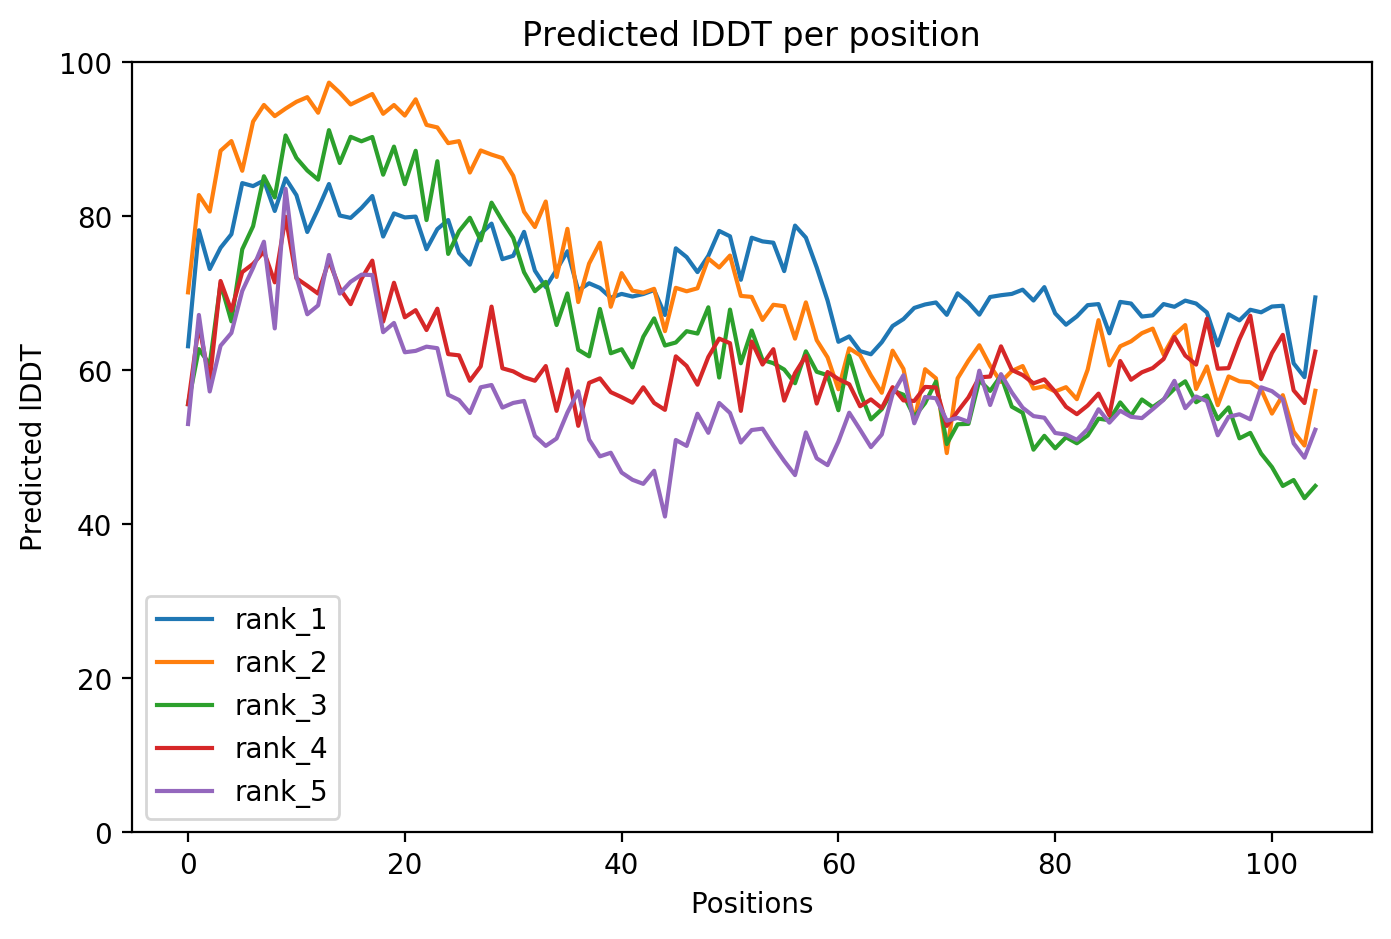 Predicted lDDT per position
100
80
60
40
20
0
Predicted lDDT
rank_1
rank_2
rank_3
rank_4
rank_5
0 20 40 60 80 100
Positions